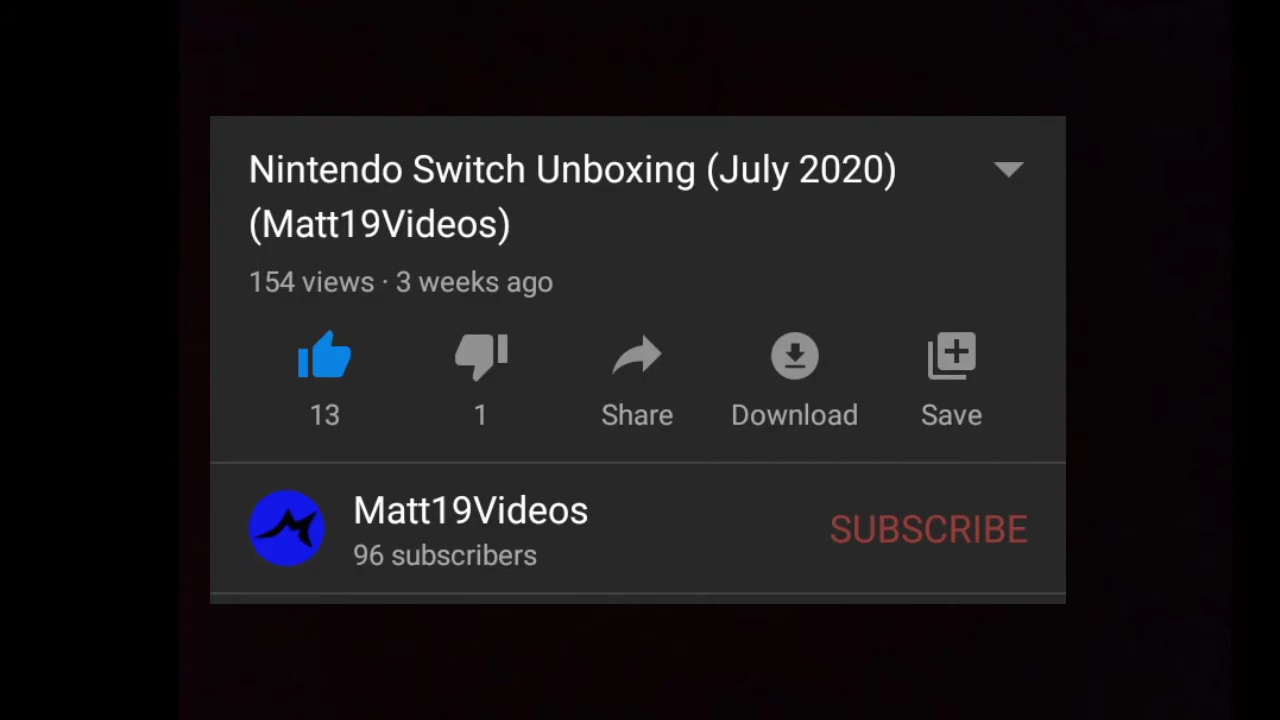 Nintendo Switch Unboxing (July 2020)
(Matt19Videos)
154 views · 3 weeks ago
13 1 Share Download Save
Matt19Videos
96 subscribers
SUBSCRIBE